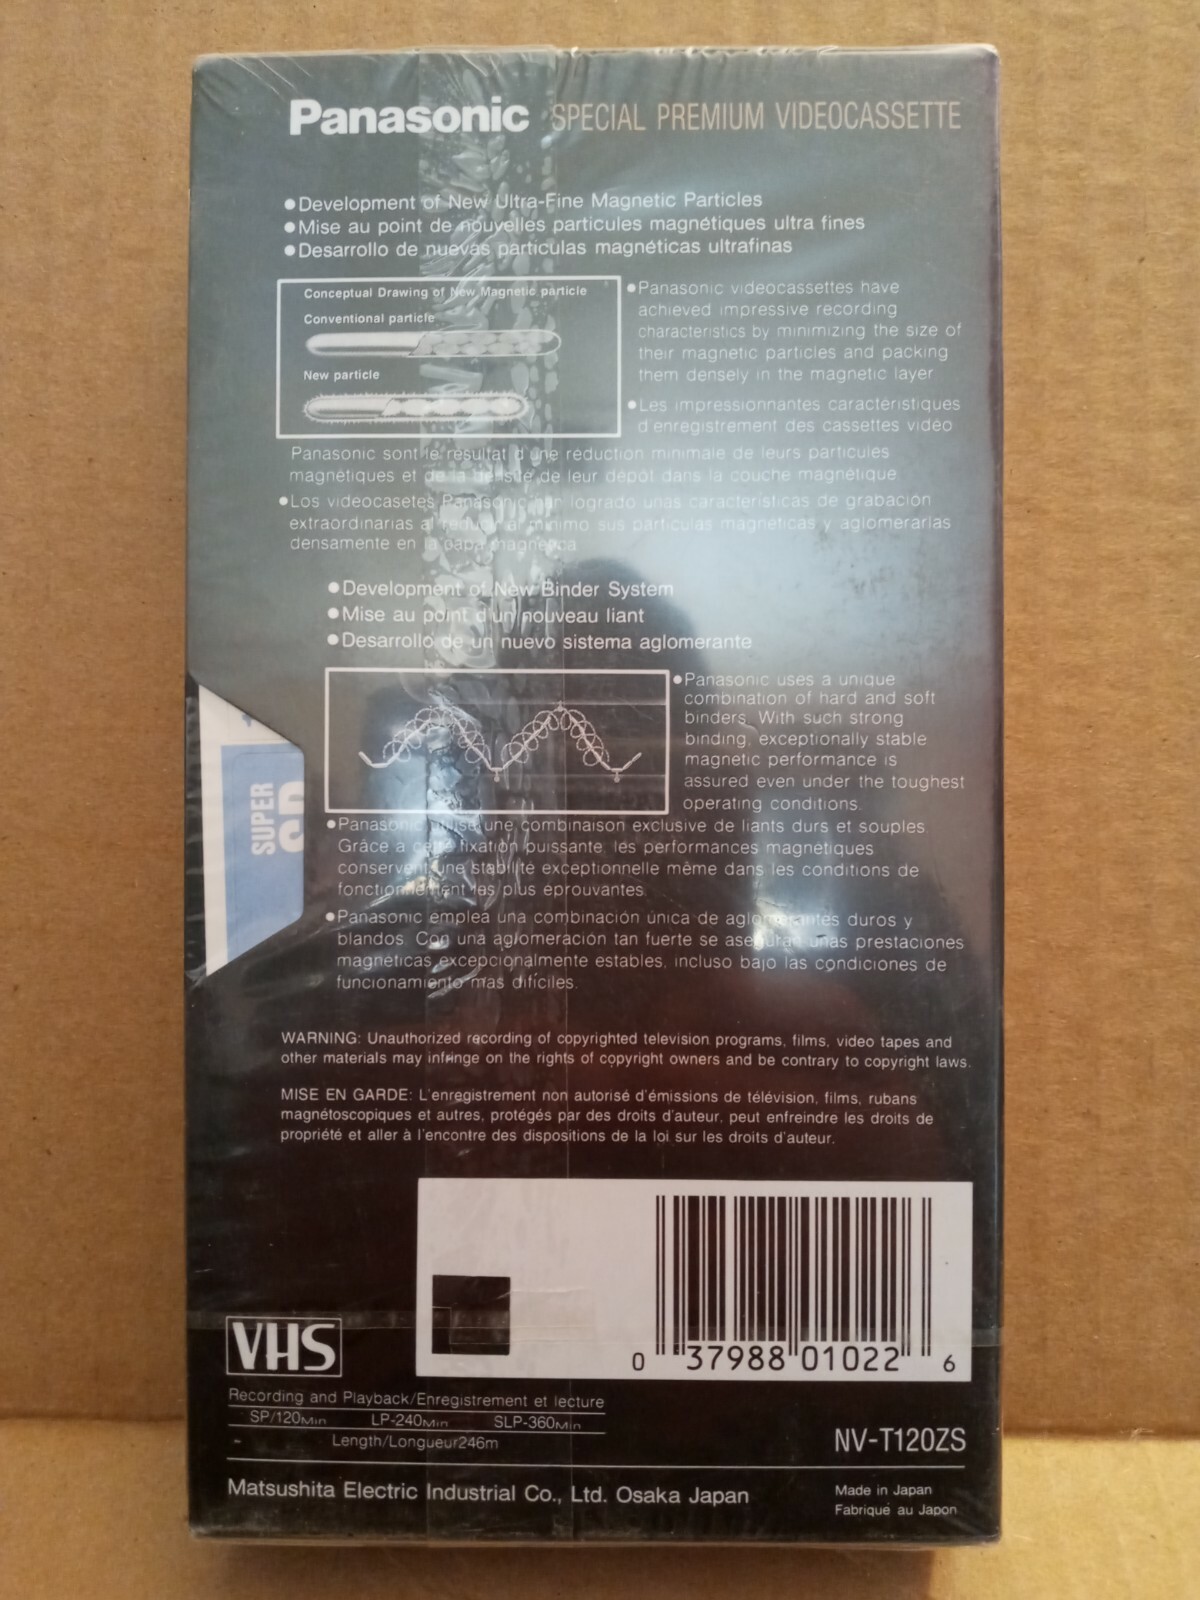 Panasonic SPECIAL PREMIUM VIDEOCASSETTE
●Development of New Ultra-Fine Magnetic Particles
●Mise au point de nouvelles particules magnétiques ultra fines
●Desarrollo de nuevas partículas magnéticas ultrafinas
Conceptual Drawing of New Magnetic particle
Conventional particle
New particle
●Panasonic videocassettes have
achieved impressive recording
characteristics by minimizing the size of
their magnetic particles and packing
them densely in the magnetic layer
●Les impressionnantes caractéristiques
d'enregistrement des cassettes vidéo
Panasonic sont le résultat d'une réduction minimale de leurs particules
magnétiques et de la densité de leur dépôt dans la couche magnétique.
●Los videocasetes Panasonic han logrado unas características de grabación
extraordinarias al reducir al mínimo sus partículas magnéticas y aglomerarlas
densamente en la capa magnética
●Development of New Binder System
●Mise au point d'un nouveau liant
●Desarrollo de un nuevo sistema aglomerante
●Panasonic uses a unique
combination of hard and soft
binders. With such strong
binding, exceptionally stable
magnetic performance is
assured even under the toughest
operating conditions.
●Panasonic utilise une combinaison exclusive de liants durs et souples.
Grâce à cette fixation puissante, les performances magnétiques
conservent une stabilité exceptionnelle même dans les conditions de
fonctionnement les plus éprouvantes.
●Panasonic emplea una combinación única de aglomerantes duros y
blandos. Con una aglomeración tan fuerte se aseguran unas prestaciones
magnéticas excepcionalmente estables, incluso bajo las condiciones de
funcionamiento más difíciles.
SUPER
WARNING: Unauthorized recording of copyrighted television programs, films, video tapes and
other materials may infringe on the rights of copyright owners and be contrary to copyright laws.
MISE EN GARDE: L'enregistrement non autorisé d'émissions de télévision, films, rubans
magnétoscopiques et autres, protégés par des droits d'auteur, peut enfreindre les droits de
propriété et aller à l'encontre des dispositions de la loi sur les droits d'auteur.
0 37988 01022 6
VHS
Recording and Playback/Enregistrement et lecture
SP/120Min LP-240Min SLP-360Min
Length/Longueur246m
NV-T120ZS
Matsushita Electric Industrial Co., Ltd. Osaka Japan
Made in Japan
Fabriqué au Japon